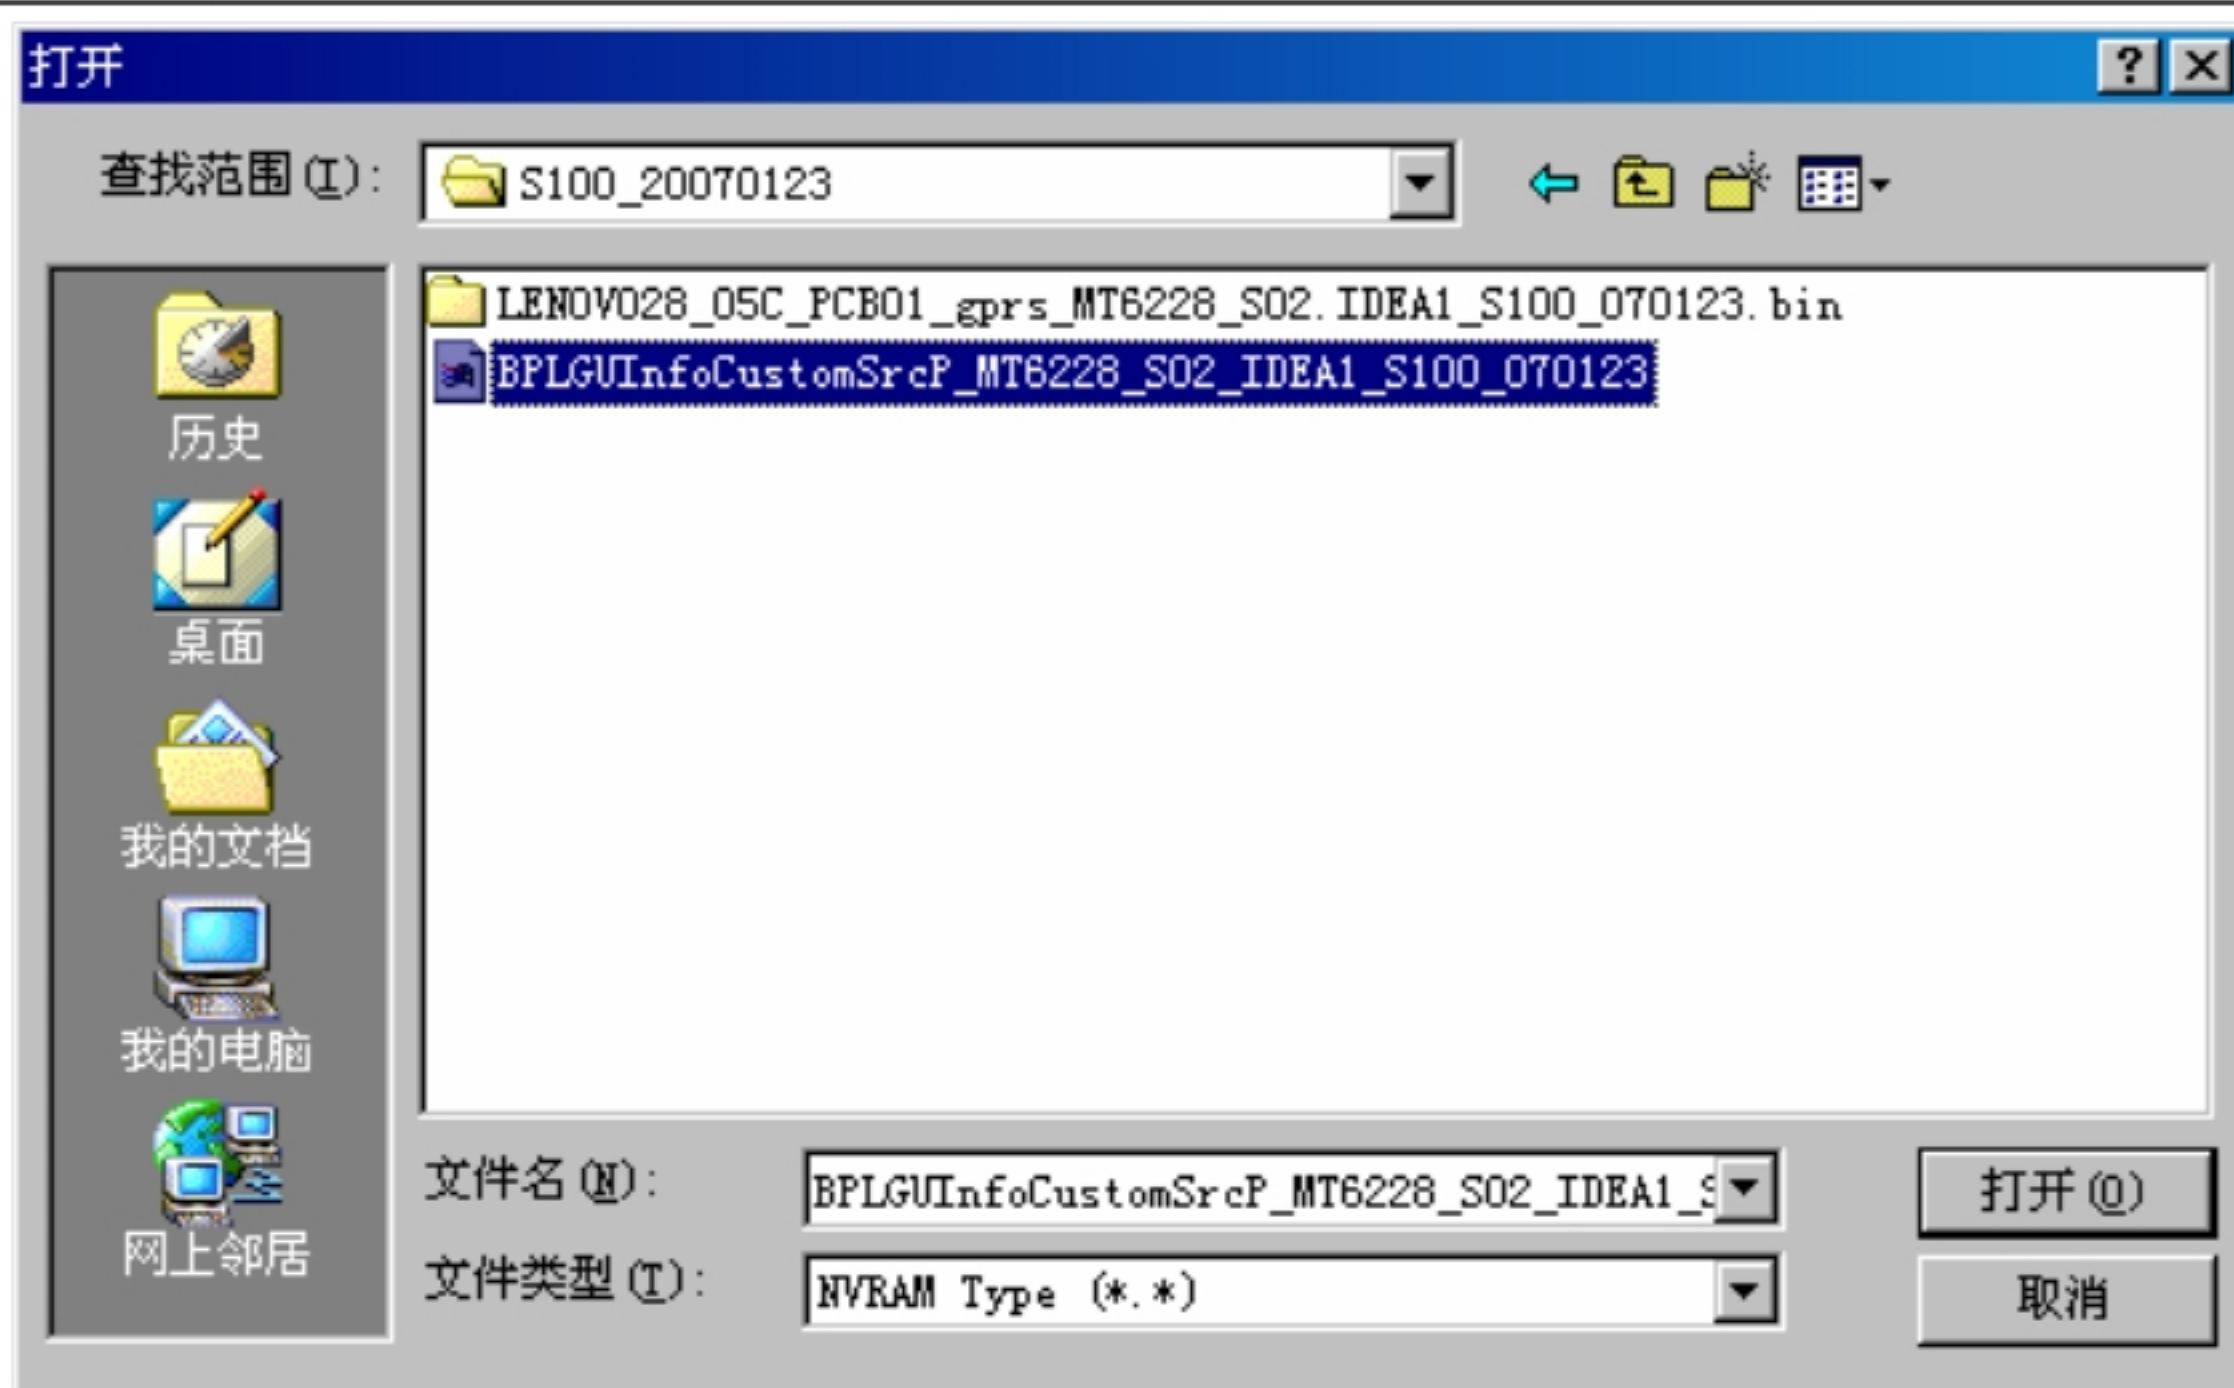 打开
查找范围(I):
S100_20070123
LENOVO28_05C_PCB01_gprs_MT6228_S02.IDEA1_S100_070123.bin
BPLGUInfoCustomSrcP_MT6228_S02_IDEA1_S100_070123
历史
桌面
我的文档
我的电脑
网上邻居
文件名(N):
BPLGUInfoCustomSrcP_MT6228_S02_IDEA1_S
打开(O)
文件类型(T):
NVRAM Type (*.*)
取消